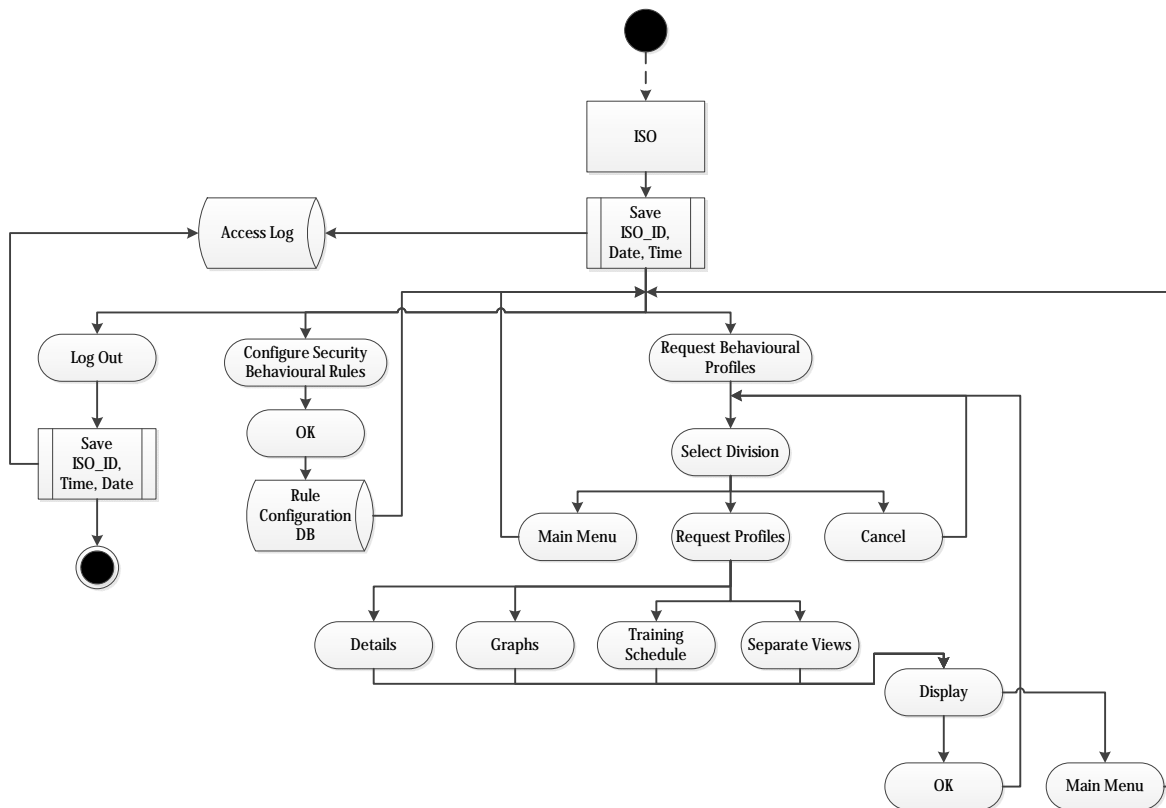 ISO
Save
ISO_ID,
Date, Time
Access Log
Log Out
Configure Security
Behavioural Rules
Request Behavioural
Profiles
OK
Save
ISO_ID,
Time, Date
Select Division
Rule
Configuration
DB
Main Menu
Request Profiles
Cancel
Details
Graphs
Training
Schedule
Separate Views
Display
OK
Main Menu